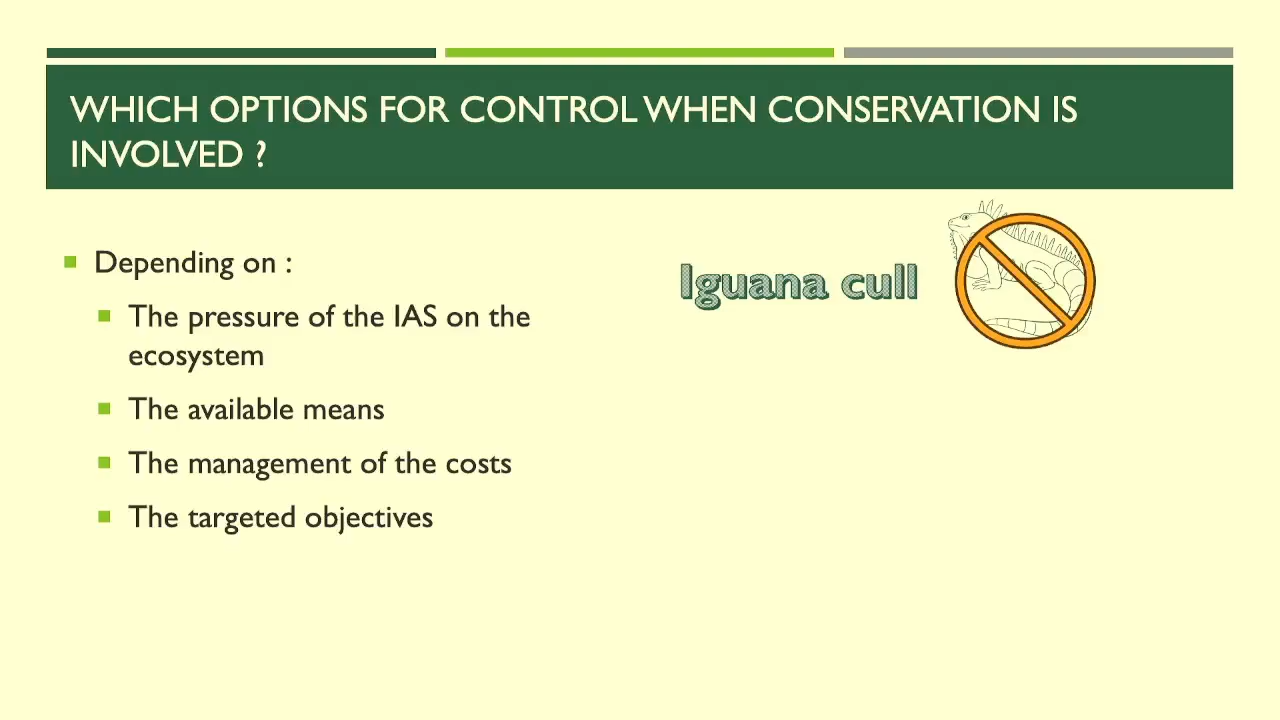 WHICH OPTIONS FOR CONTROL WHEN CONSERVATION IS
INVOLVED ?
Depending on :
The pressure of the IAS on the
ecosystem
The available means
The management of the costs
The targeted objectives
Iguana cull